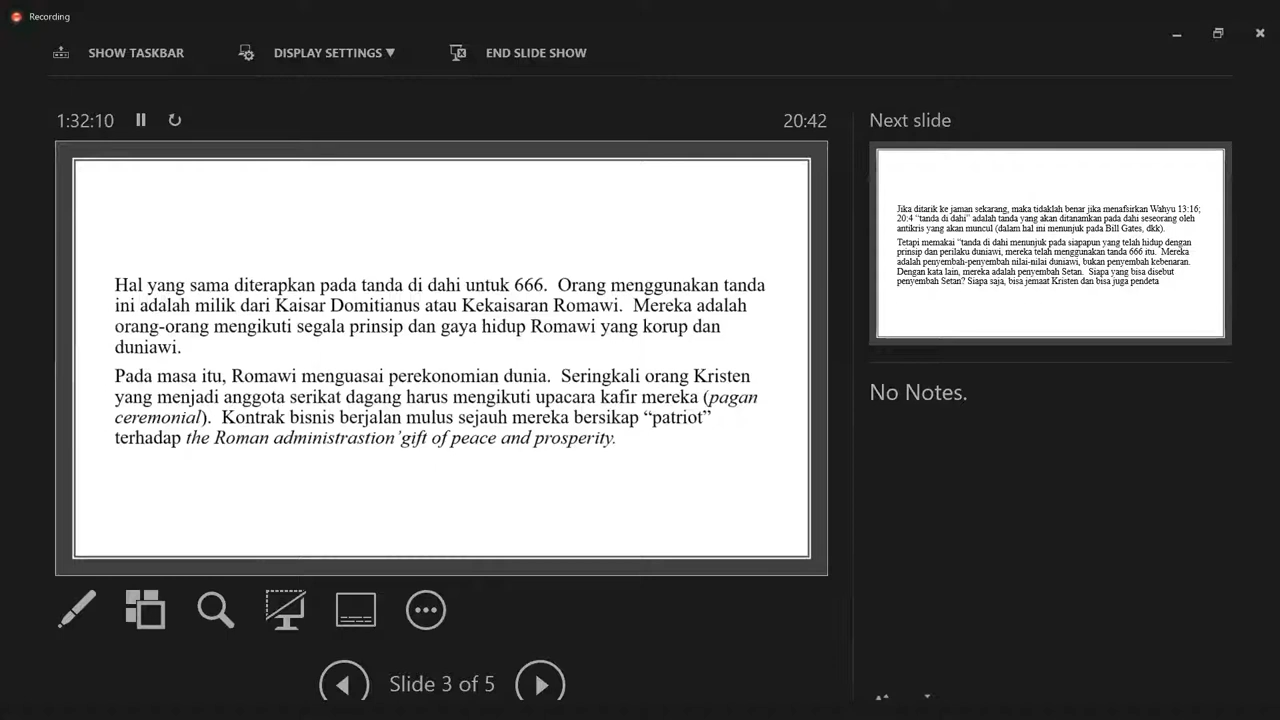 Recording
SHOW TASKBAR
DISPLAY SETTINGS ▼
END SLIDE SHOW
1:32:10
20:42
Next slide
Hal yang sama diterapkan pada tanda di dahi untuk 666.  Orang menggunakan tanda
ini adalah milik dari Kaisar Domitianus atau Kekaisaran Romawi.  Mereka adalah
orang-orang mengikuti segala prinsip dan gaya hidup Romawi yang korup dan
duniawi.
Pada masa itu, Romawi menguasai perekonomian dunia.  Seringkali orang Kristen
yang menjadi anggota serikat dagang harus mengikuti upacara kafir mereka (pagan
ceremonial).  Kontrak bisnis berjalan mulus sejauh mereka bersikap “patriot”
terhadap the Roman administrastion’gift of peace and prosperity.
Jika ditarik ke jaman sekarang, maka tidaklah benar jika menafsirkan Wahyu 13:16;
20:4 “tanda di dahi” adalah tanda yang akan ditanamkan pada dahi seseorang oleh
antikris yang akan muncul (dalam hal ini menunjuk pada Bill Gates, dkk).
Tetapi memakai “tanda di dahi menunjuk pada siapapun yang telah hidup dengan
prinsip dan perilaku duniawi, mereka telah menggunakan tanda 666 itu.  Mereka
adalah penyembah-penyembah nilai-nilai duniawi, bukan penyembah kebenaran.
Dengan kata lain, mereka adalah penyembah Setan.  Siapa yang bisa disebut
penyembah Setan? Siapa saja, bisa jemaat Kristen dan bisa juga pendeta
No Notes.
Slide 3 of 5